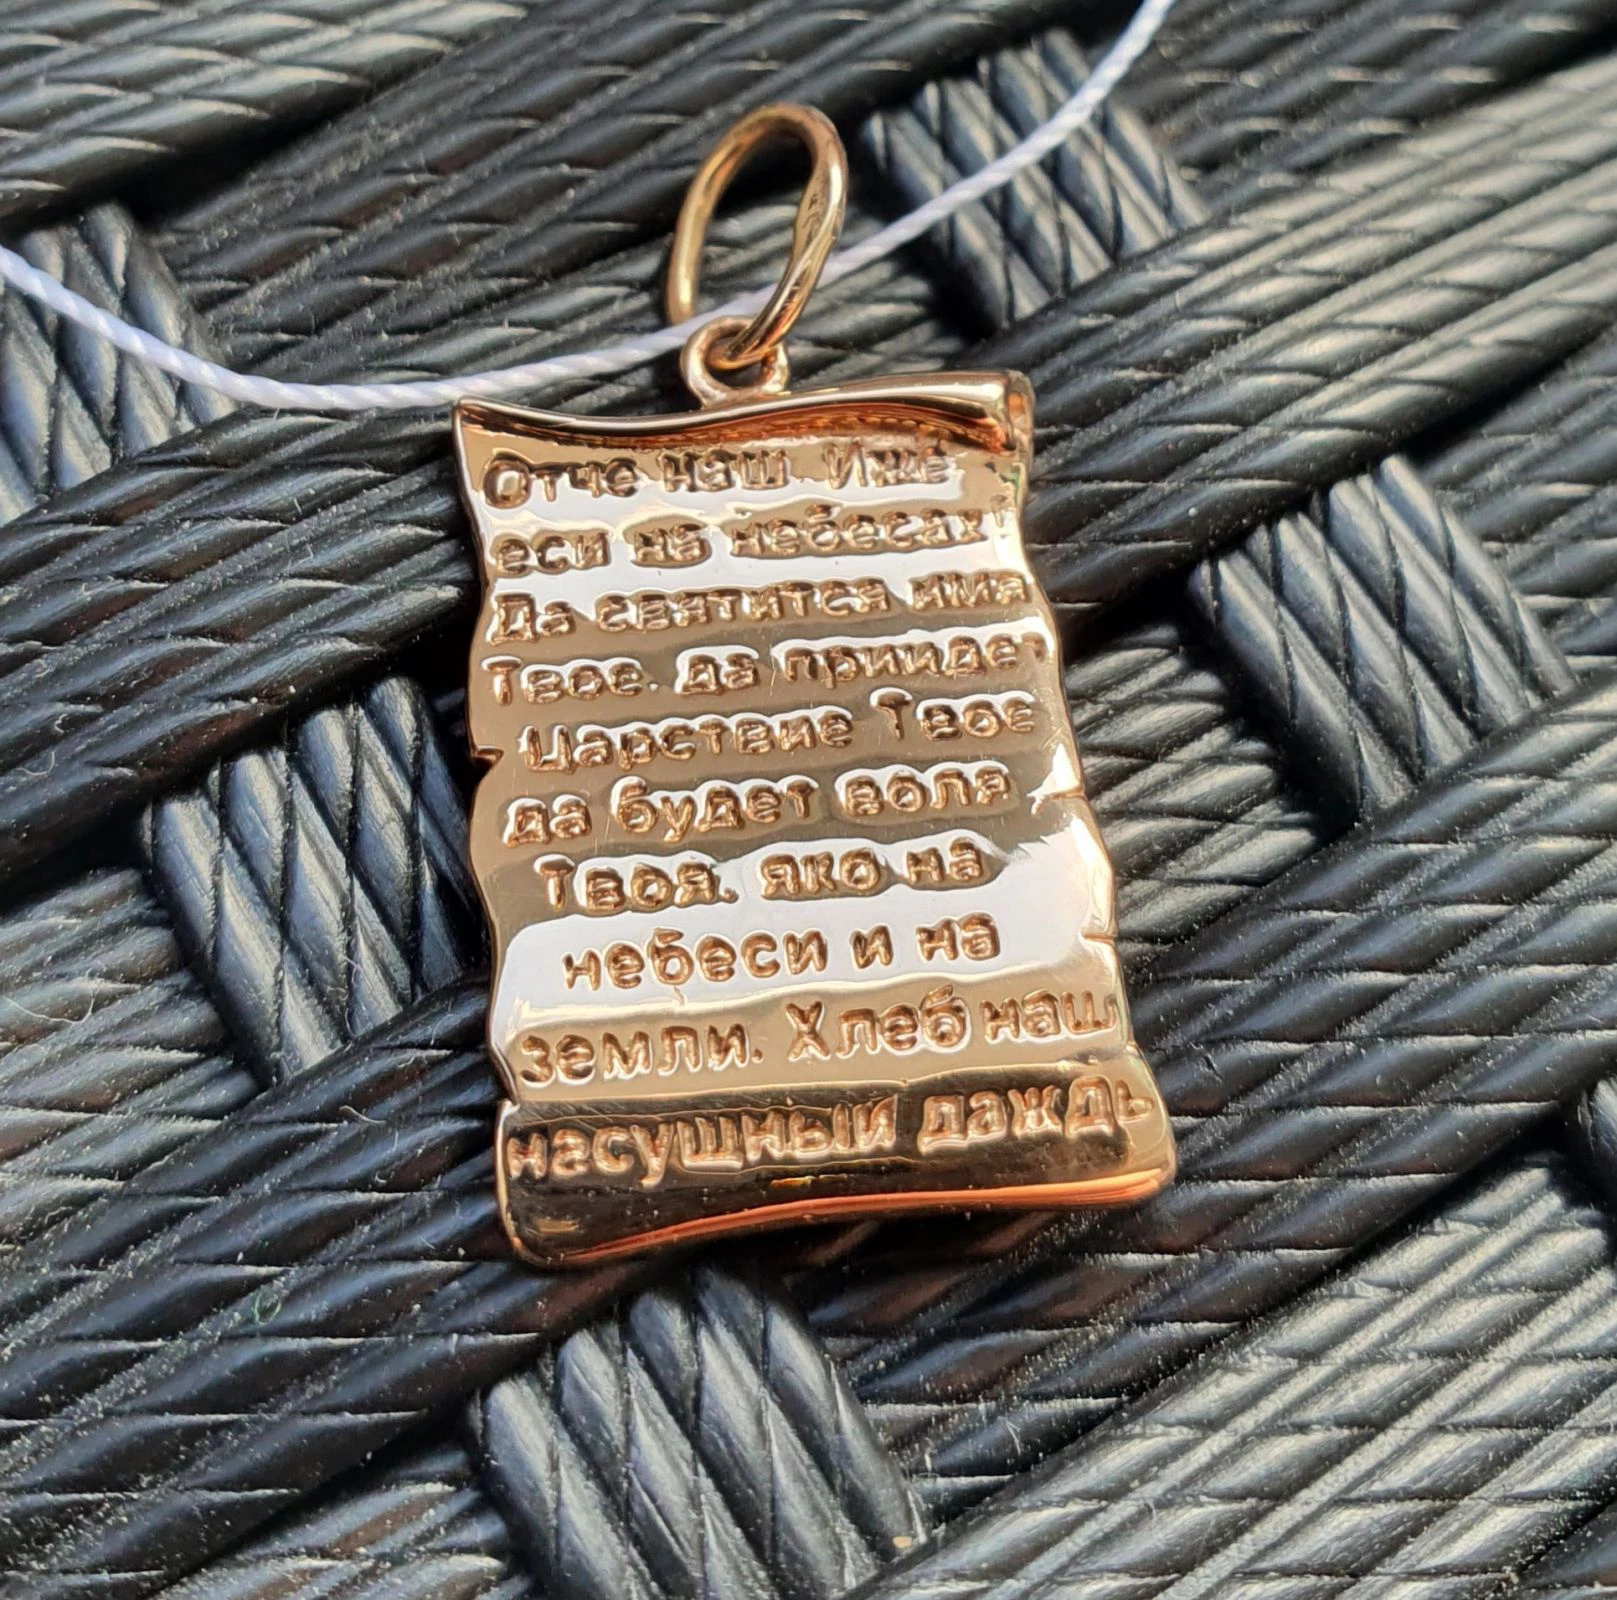 Отче наш Иже
еси на небесах!
Да святится имя
Твое. да приидет
Царствие Твое
да будет воля
Твоя. яко на
небеси и на
земли. Хлеб наш
насущный даждь